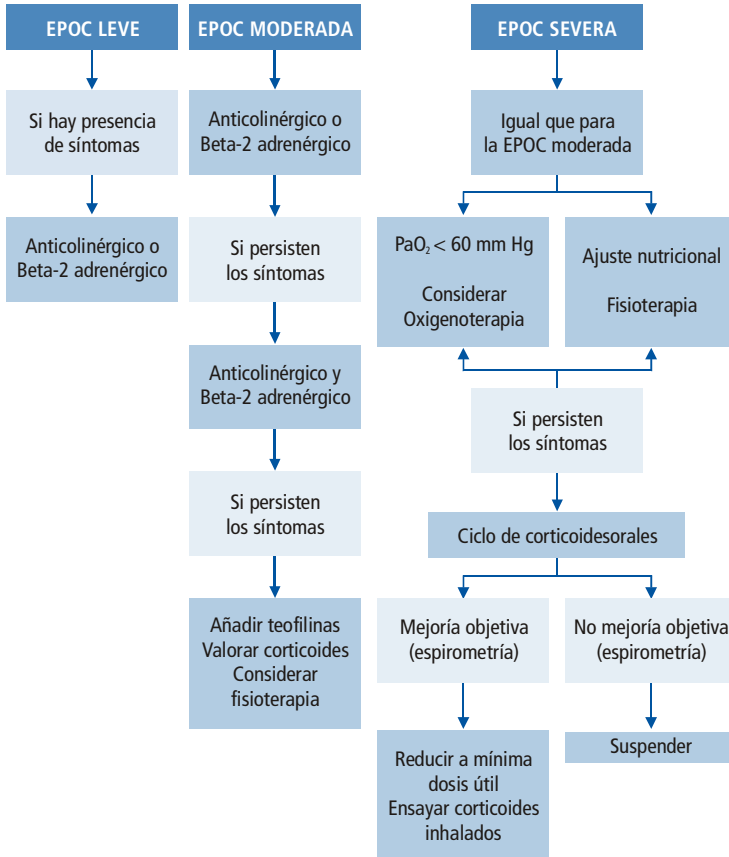 EPOC LEVE
Si hay presencia
de síntomas
Anticolinérgico o
Beta-2 adrenérgico
EPOC MODERADA
Anticolinérgico o
Beta-2 adrenérgico
Si persisten
los síntomas
Anticolinérgico y
Beta-2 adrenérgico
Si persisten
los síntomas
Añadir teofilinas
Valorar corticoides
Considerar
fisioterapia
EPOC SEVERA
Igual que para
la EPOC moderada
PaO₂ < 60 mm Hg
Considerar
Oxigenoterapia
Ajuste nutricional
Fisioterapia
Si persisten
los síntomas
Ciclo de corticoidesorales
Mejoría objetiva
(espirometría)
No mejoría objetiva
(espirometría)
Reducir a mínima
dosis útil
Ensayar corticoides
inhalados
Suspender